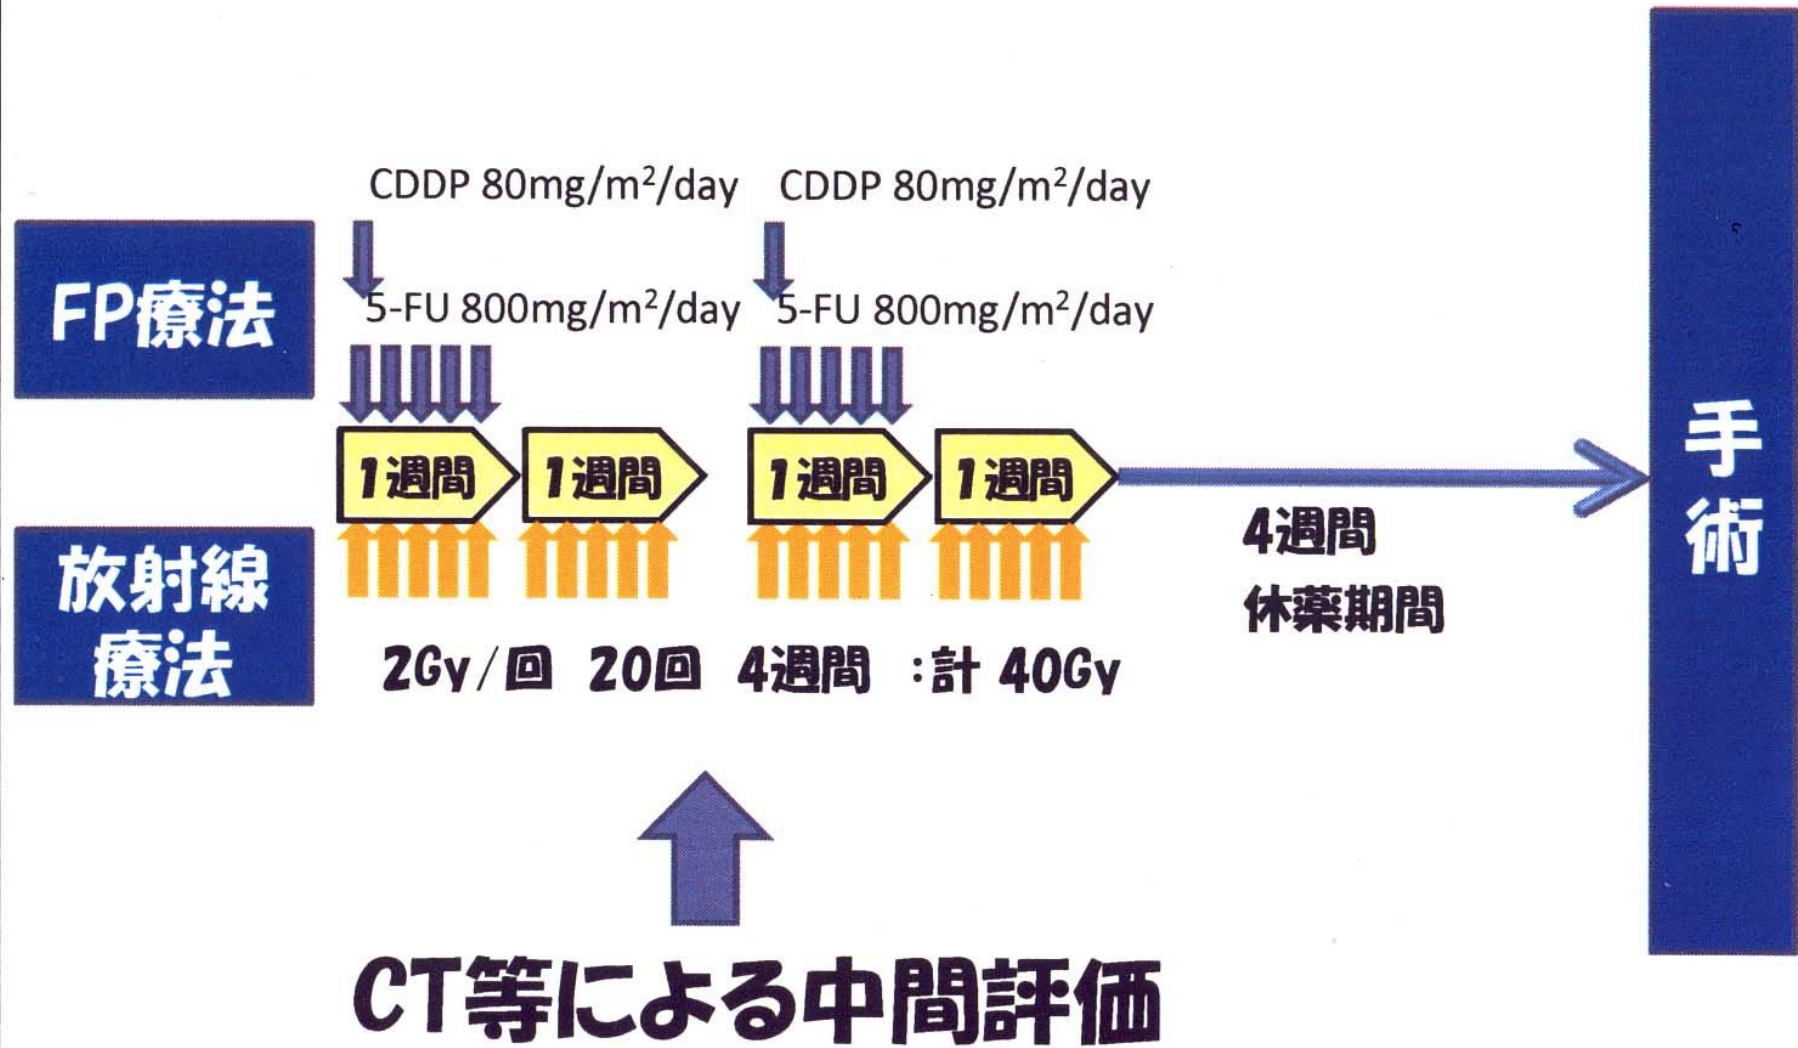 CDDP 80mg/m²/day
CDDP 80mg/m²/day
FP療法
5-FU 800mg/m²/day
5-FU 800mg/m²/day
1週間
1週間
1週間
1週間
手術
4週間
休薬期間
放射線
療法
2Gy/回 20回 4週間 :計 40Gy
CT等による中間評価